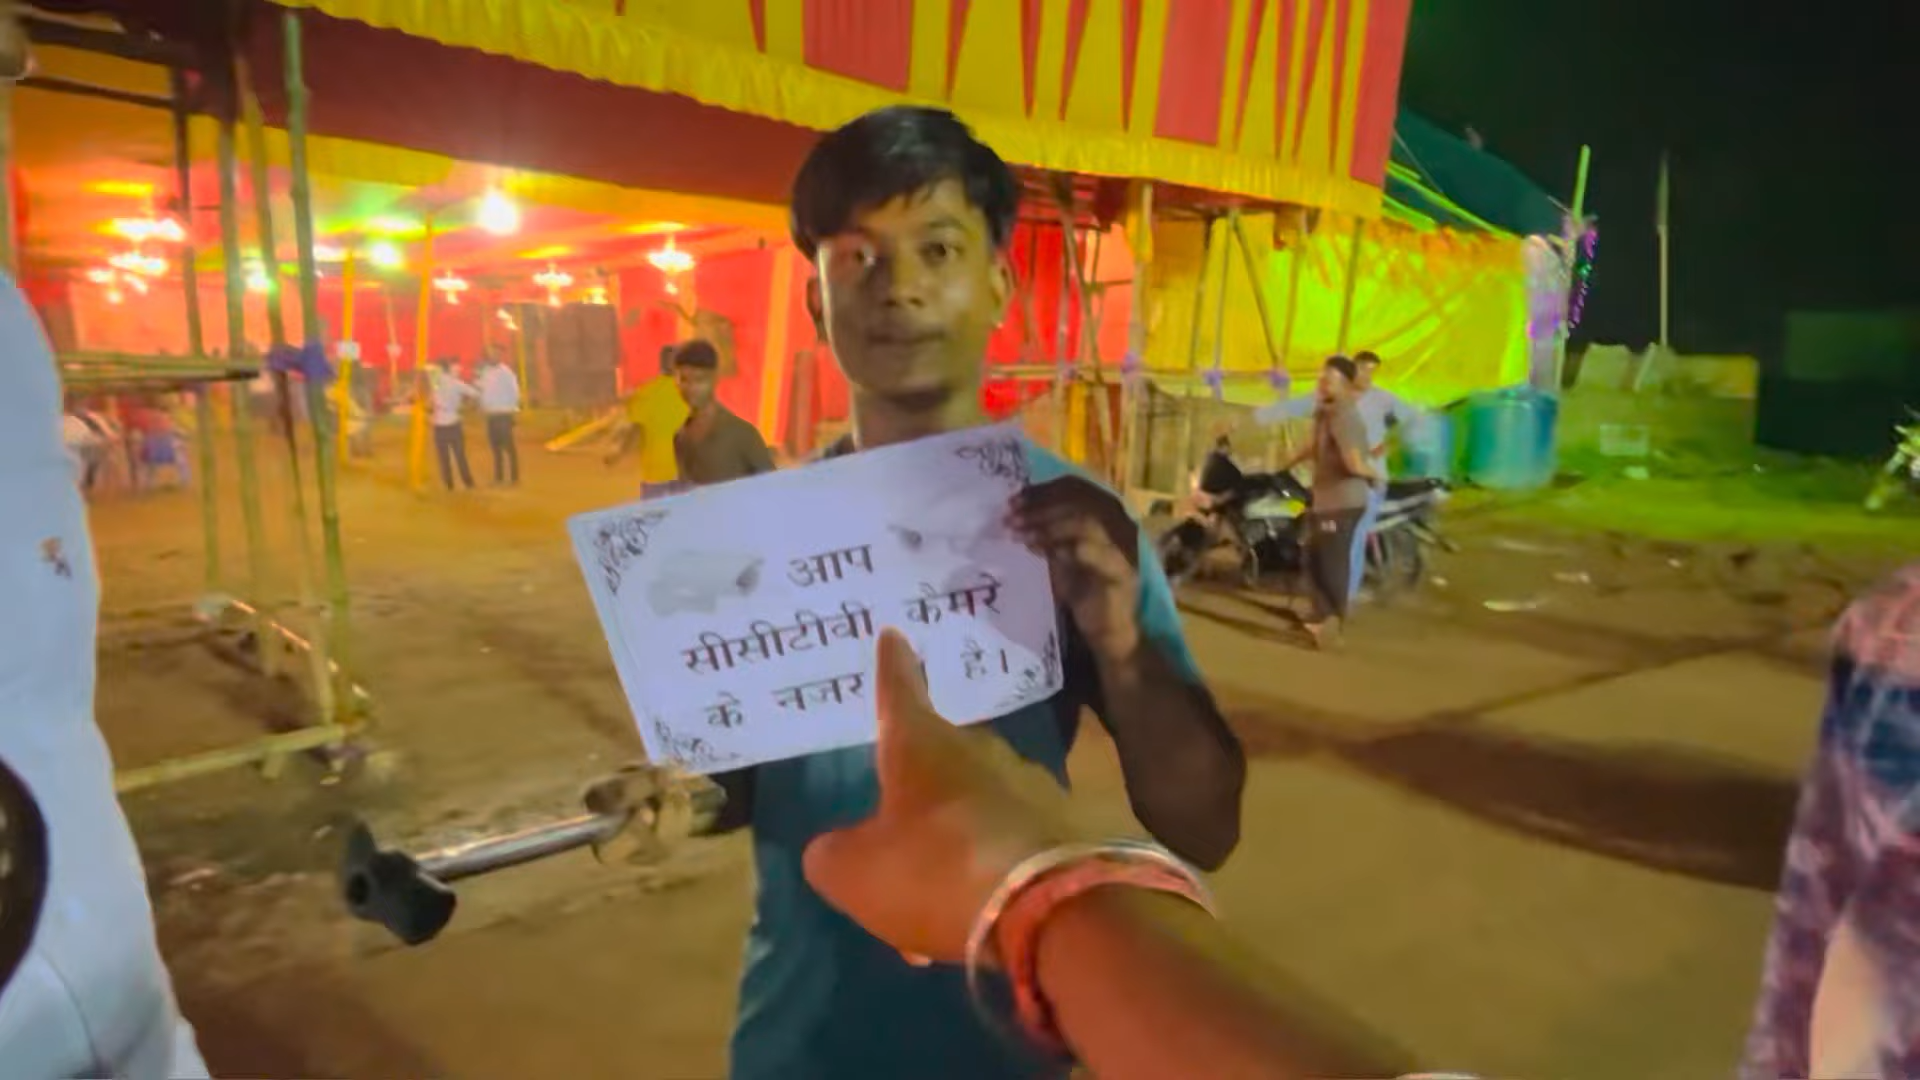 आप
सीसीटीवी कैमरे
के नजर है।